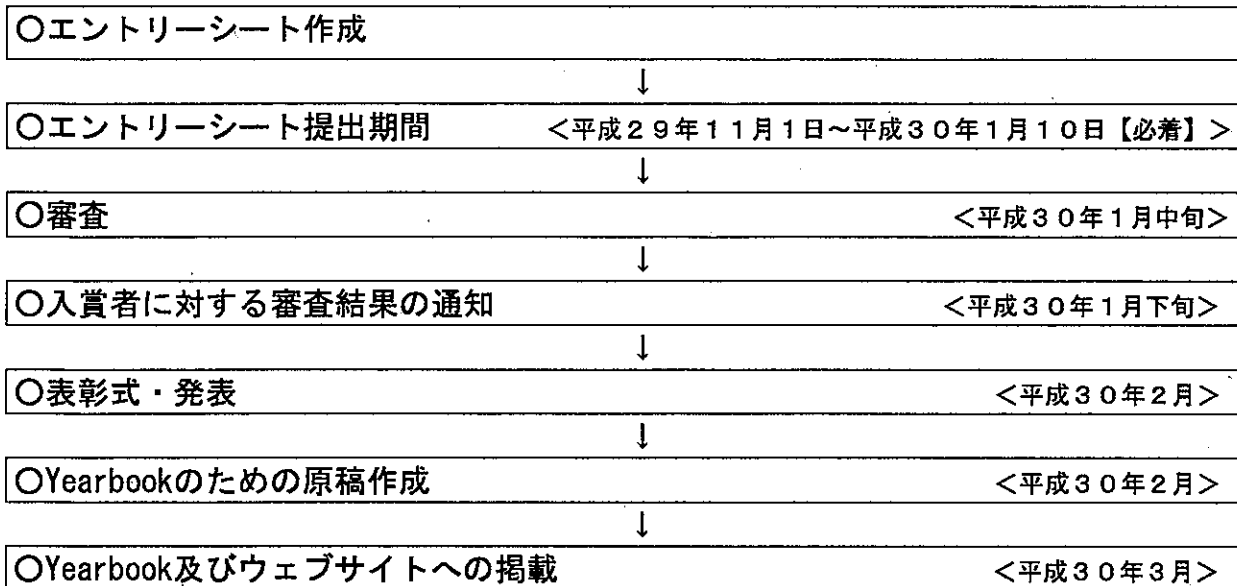 〇エントリーシート作成
↓
〇エントリーシート提出期間 <平成29年11月1日~平成30年1月10日【必着】>
↓
〇審査 <平成30年1月中旬>
↓
〇入賞者に対する審査結果の通知 <平成30年1月下旬>
↓
〇表彰式・発表 <平成30年2月>
↓
〇Yearbookのための原稿作成 <平成30年2月>
↓
〇Yearbook及びウェブサイトへの掲載 <平成30年3月>